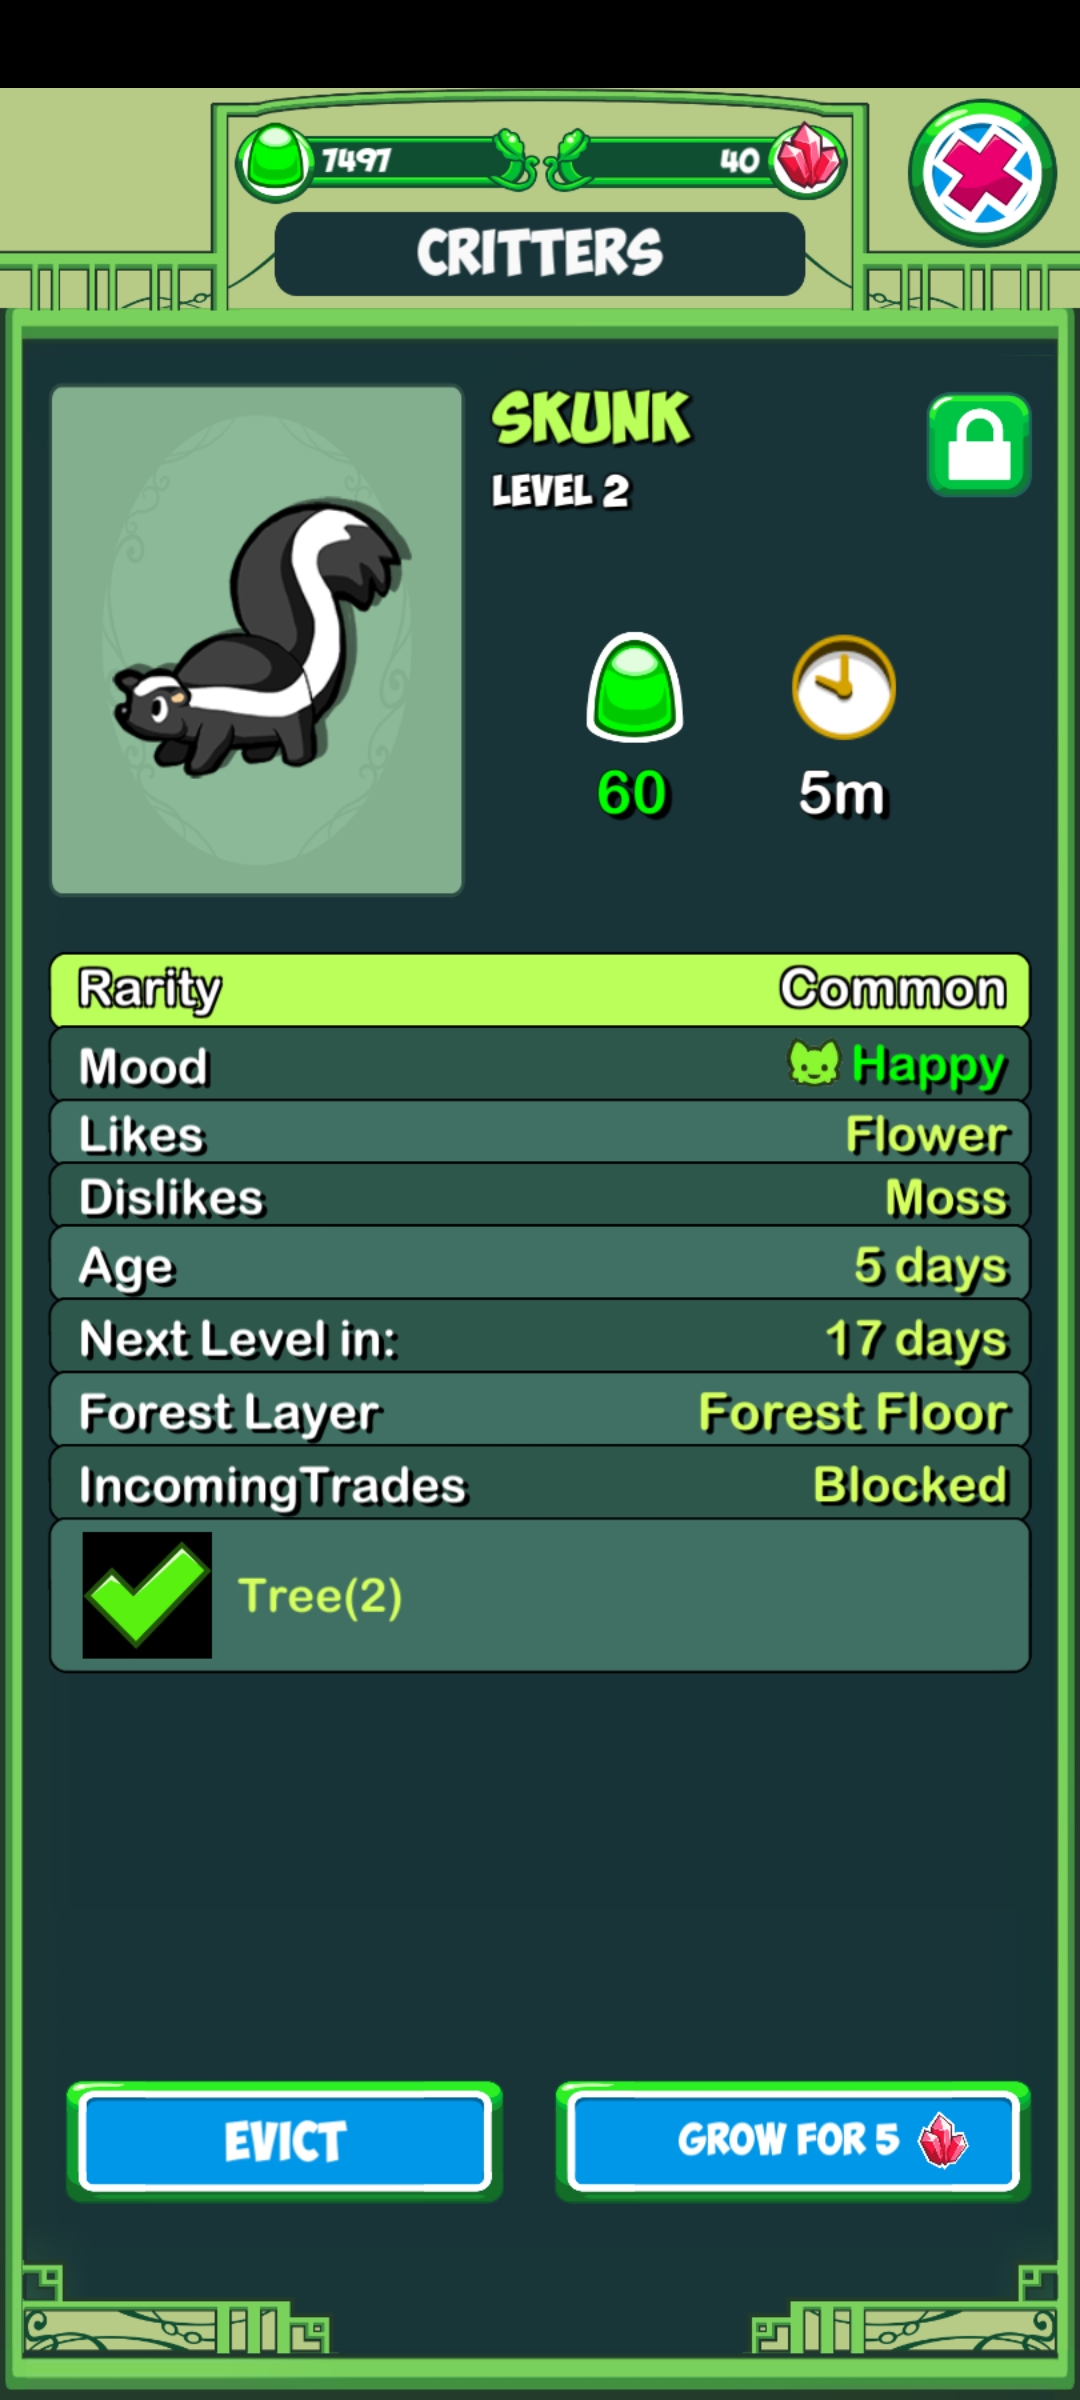 7497 40
CRITTERS
SKUNK
LEVEL 2
60 5m
Rarity Common
Mood Happy
Likes Flower
Dislikes Moss
Age 5 days
Next Level in: 17 days
Forest Layer Forest Floor
IncomingTrades Blocked
Tree(2)
EVICT GROW FOR 5